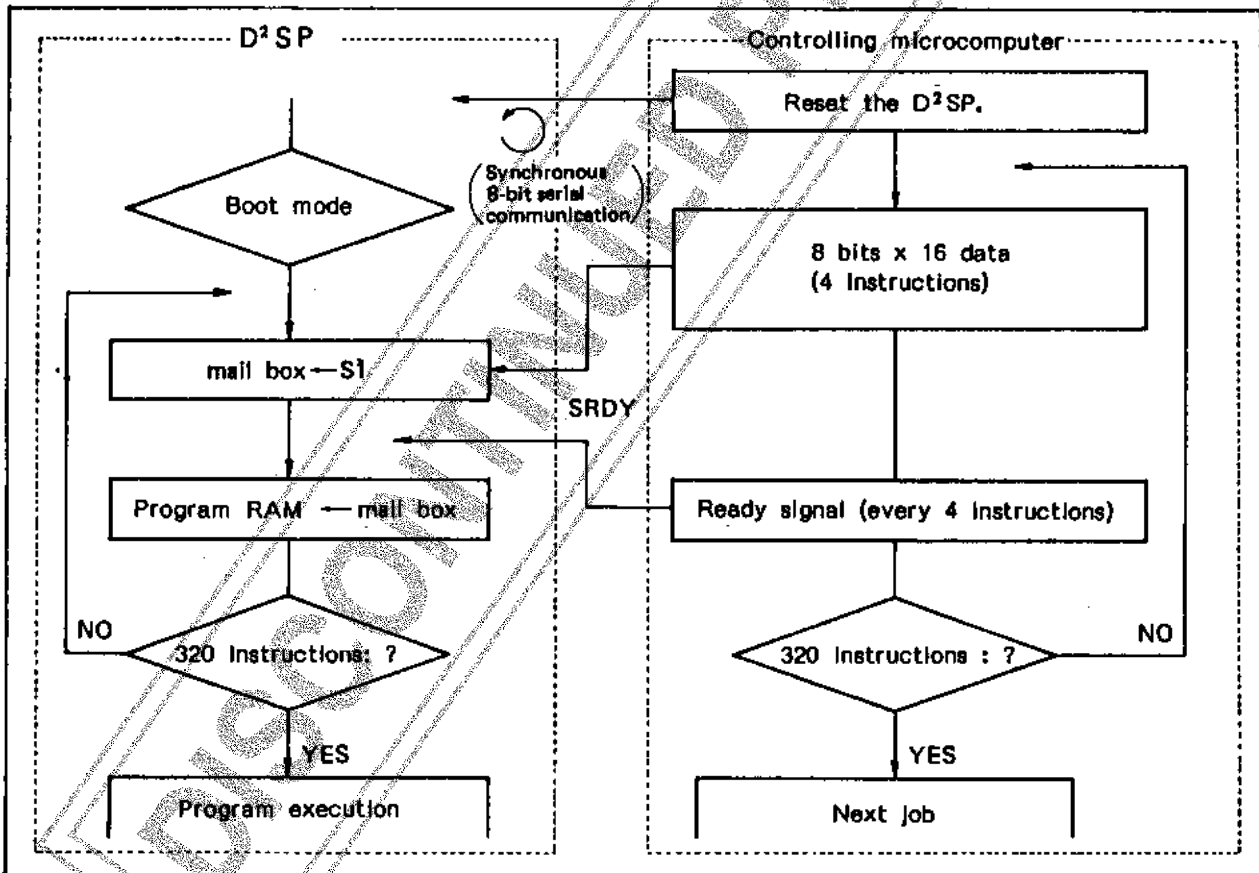 D²SP
Boot mode
mail box ← S1
Program RAM ← mail box
NO
320 Instructions: ?
YES
Program execution
(Synchronous
8-bit serial
communication)
SRDY
Controlling microcomputer
Reset the D²SP.
8 bits x 16 data
(4 Instructions)
Ready signal (every 4 instructions)
320 Instructions : ?
NO
YES
Next job
DISCONTINUED P